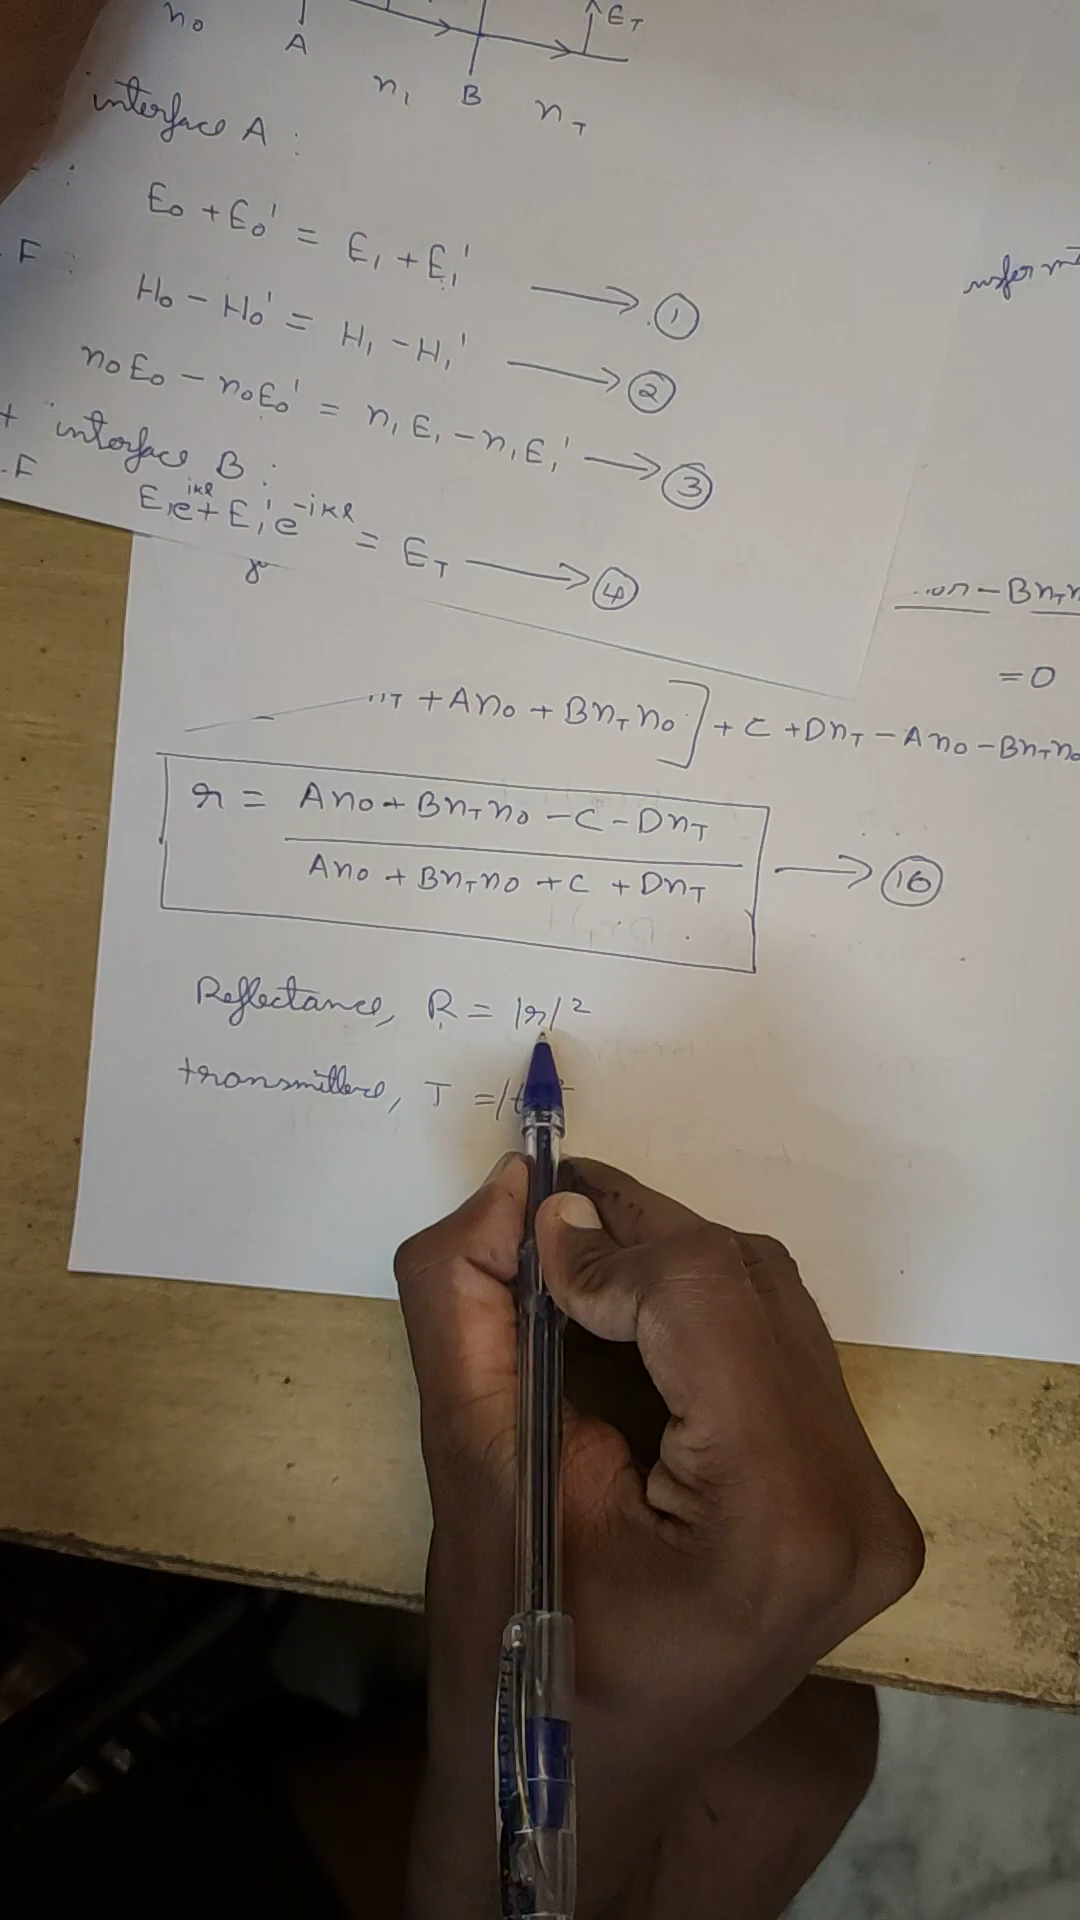 n₀ A E_T
n₁ B n_T
interface A :
E₀ + E₀' = E₁ + E₁' ⟶ ①
F : H₀ - H₀' = H₁ - H₁' ⟶ ②
n₀E₀ - n₀E₀' = n₁E₁ - n₁E₁' ⟶ ③
interface B :
.F E₁e^{ikl} + E₁'e^{-ikl} = E_T ⟶ ④
- Bn_T
= 0
+ An₀ + Bn_Tn₀] + C + Dn_T - An₀ - Bn_Tn₀
r = (An₀ + Bn_Tn₀ - C - Dn_T) / (An₀ + Bn_Tn₀ + C + Dn_T) ⟶ ⑯
Reflectance, R = |r|²
T = |t